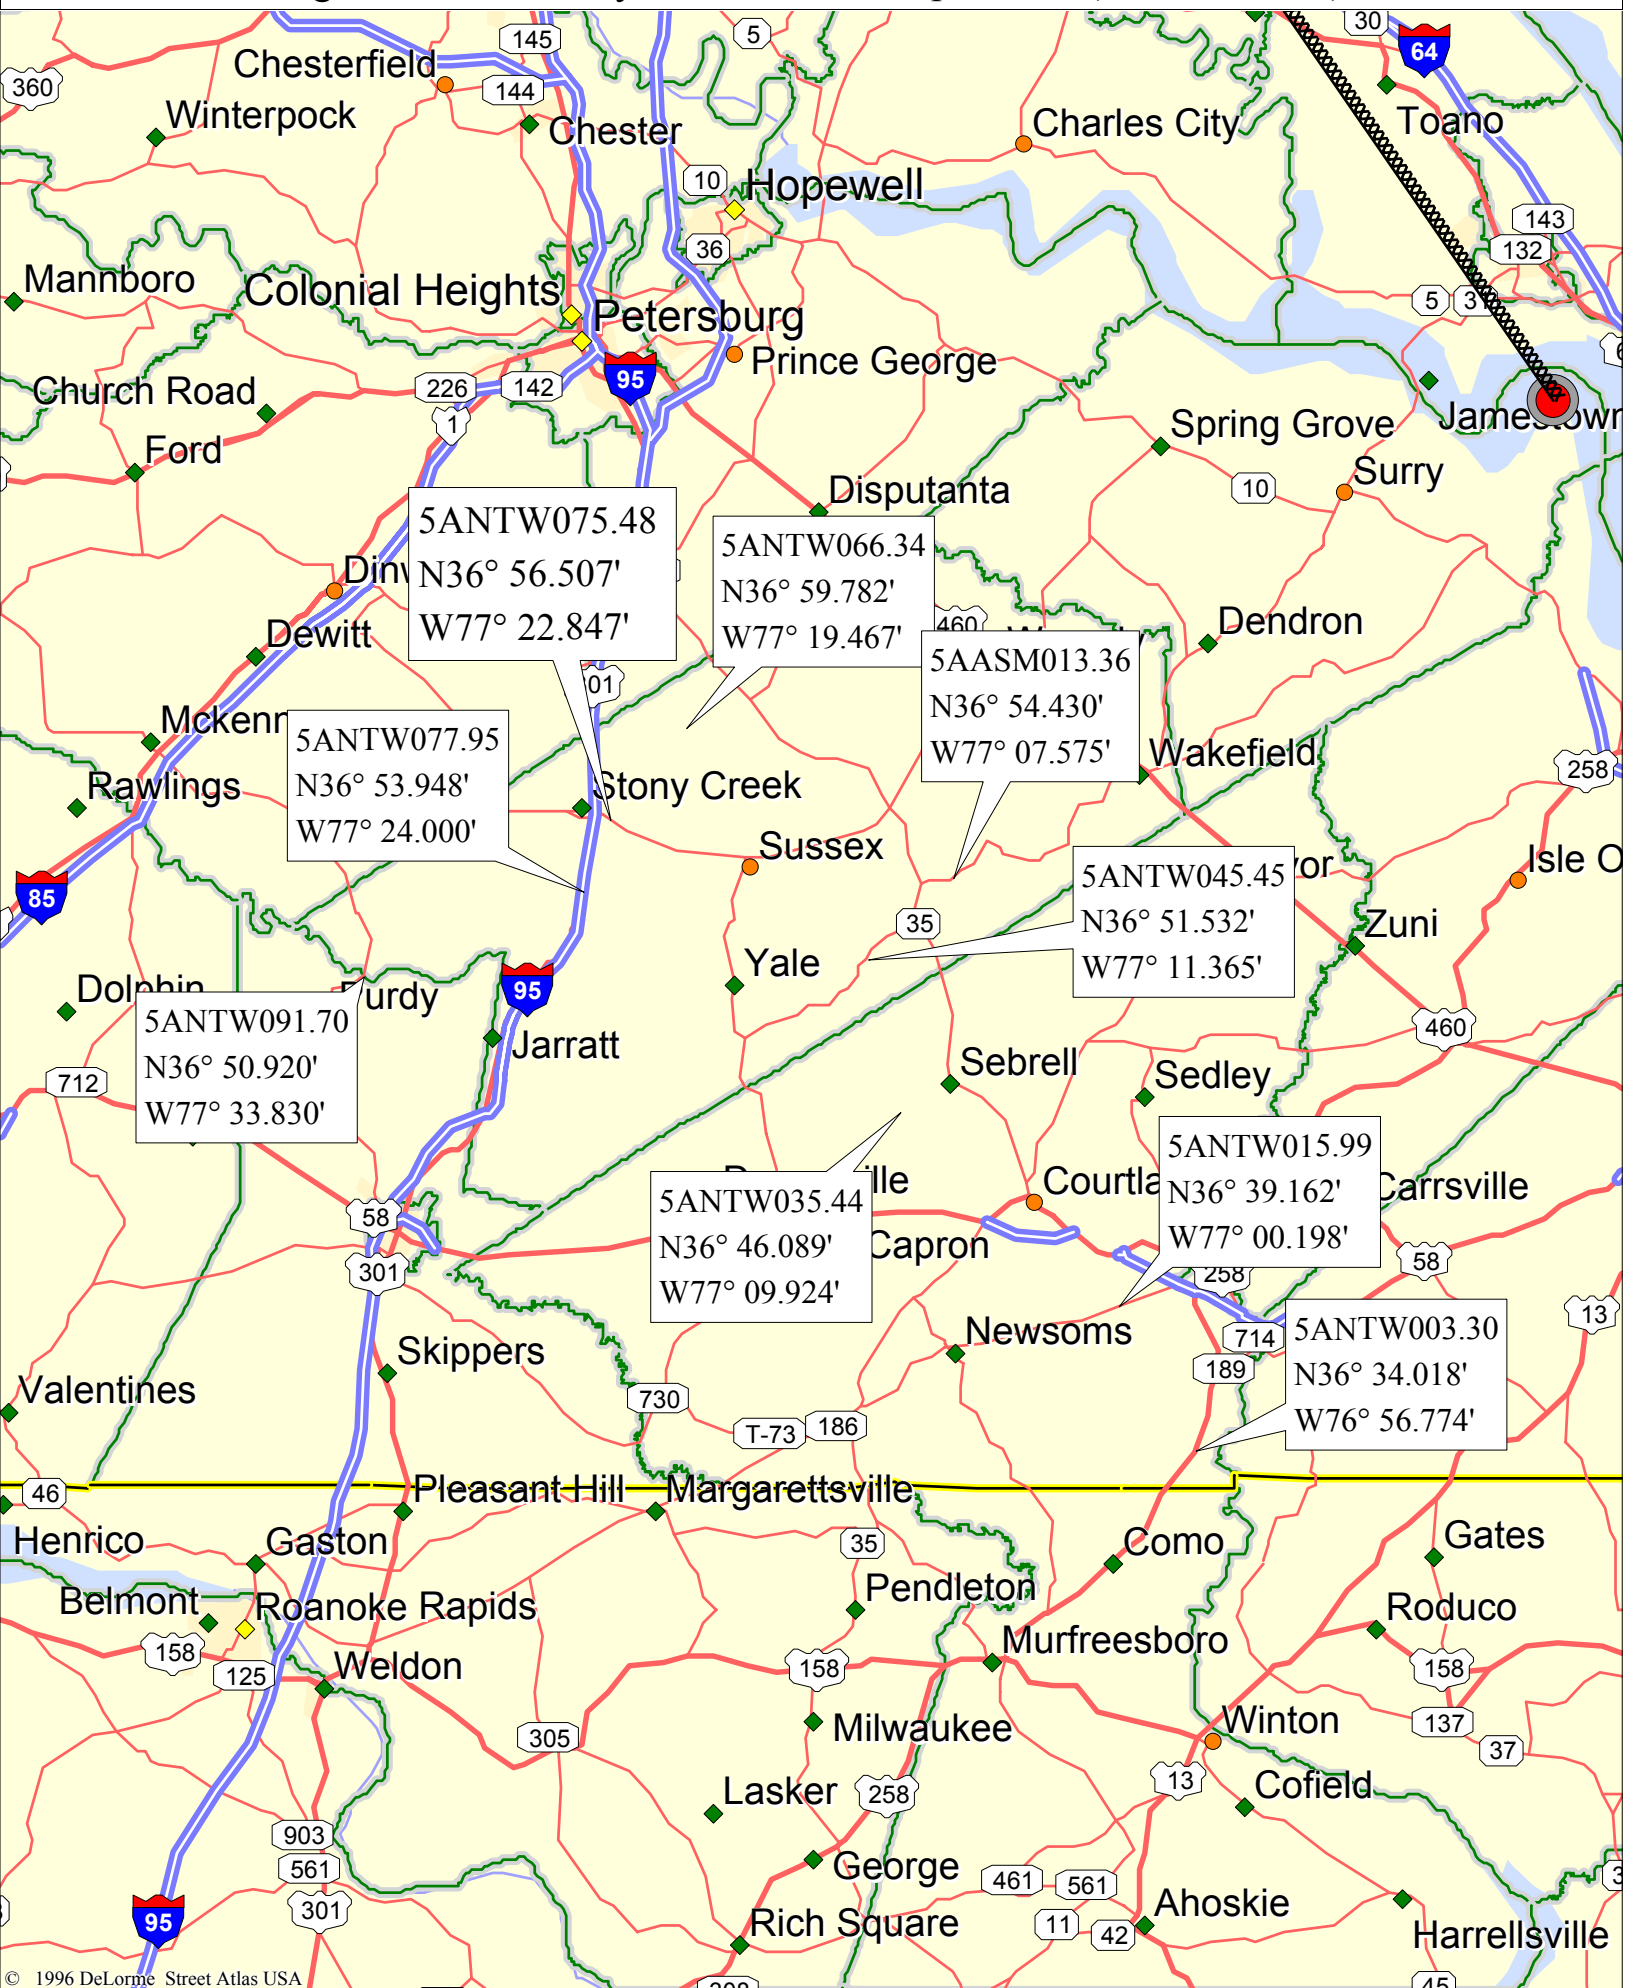 145
5
30
64
Chesterfield
360
144
Winterpock
Chester
Charles City
Toano
10
Hopewell
143
36
132
Mannboro
Colonial Heights
5
Petersburg
Prince George
95
226
142
Church Road
1
Jamestown
Ford
Spring Grove
Surry
10
Disputanta
5ANTW075.48
N36° 56.507'
W77° 22.847'
5ANTW066.34
N36° 59.782'
W77° 19.467'
460
Dendron
Dewitt
5AASM013.36
N36° 54.430'
W77° 07.575'
5ANTW077.95
N36° 53.948'
W77° 24.000'
Wakefield
258
Rawlings
Stony Creek
Sussex
5ANTW045.45
N36° 51.532'
W77° 11.365'
Isle O
85
35
Zuni
Yale
Dolphin
95
Purdy
5ANTW091.70
N36° 50.920'
W77° 33.830'
460
Jarratt
Sebrell
Sedley
712
5ANTW015.99
N36° 39.162'
W77° 00.198'
Carrsville
5ANTW035.44
N36° 46.089'
W77° 09.924'
Courtla
58
Capron
58
301
258
13
5ANTW003.30
N36° 34.018'
W76° 56.774'
Newsoms
714
Skippers
189
Valentines
730
T-73
186
46
Pleasant Hill
Margarettsville
Henrico
Gaston
35
Como
Gates
Belmont
Roanoke Rapids
Pendleton
Roduco
158
Murfreesboro
125
Weldon
158
158
305
Milwaukee
Winton
137
37
13
Lasker
258
Cofield
903
561
George
461
561
301
95
Rich Square
11
42
Ahoskie
Harrellsville
© 1996 DeLorme Street Atlas USA